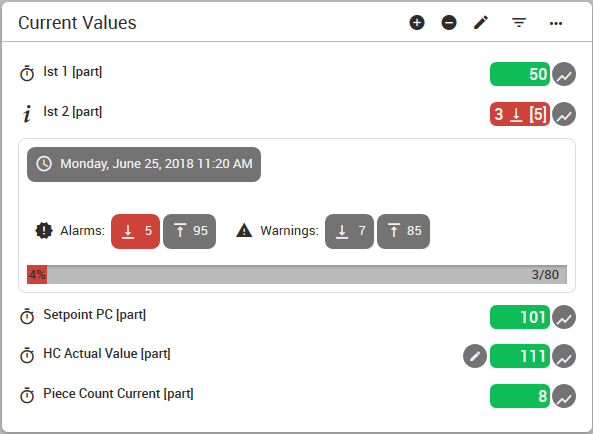 Current Values
Ist 1 [part] 50
Ist 2 [part] 3 [5]
Monday, June 25, 2018 11:20 AM
Alarms: 5 95 Warnings: 7 85
4% 3/80
Setpoint PC [part] 101
HC Actual Value [part] 111
Piece Count Current [part] 8